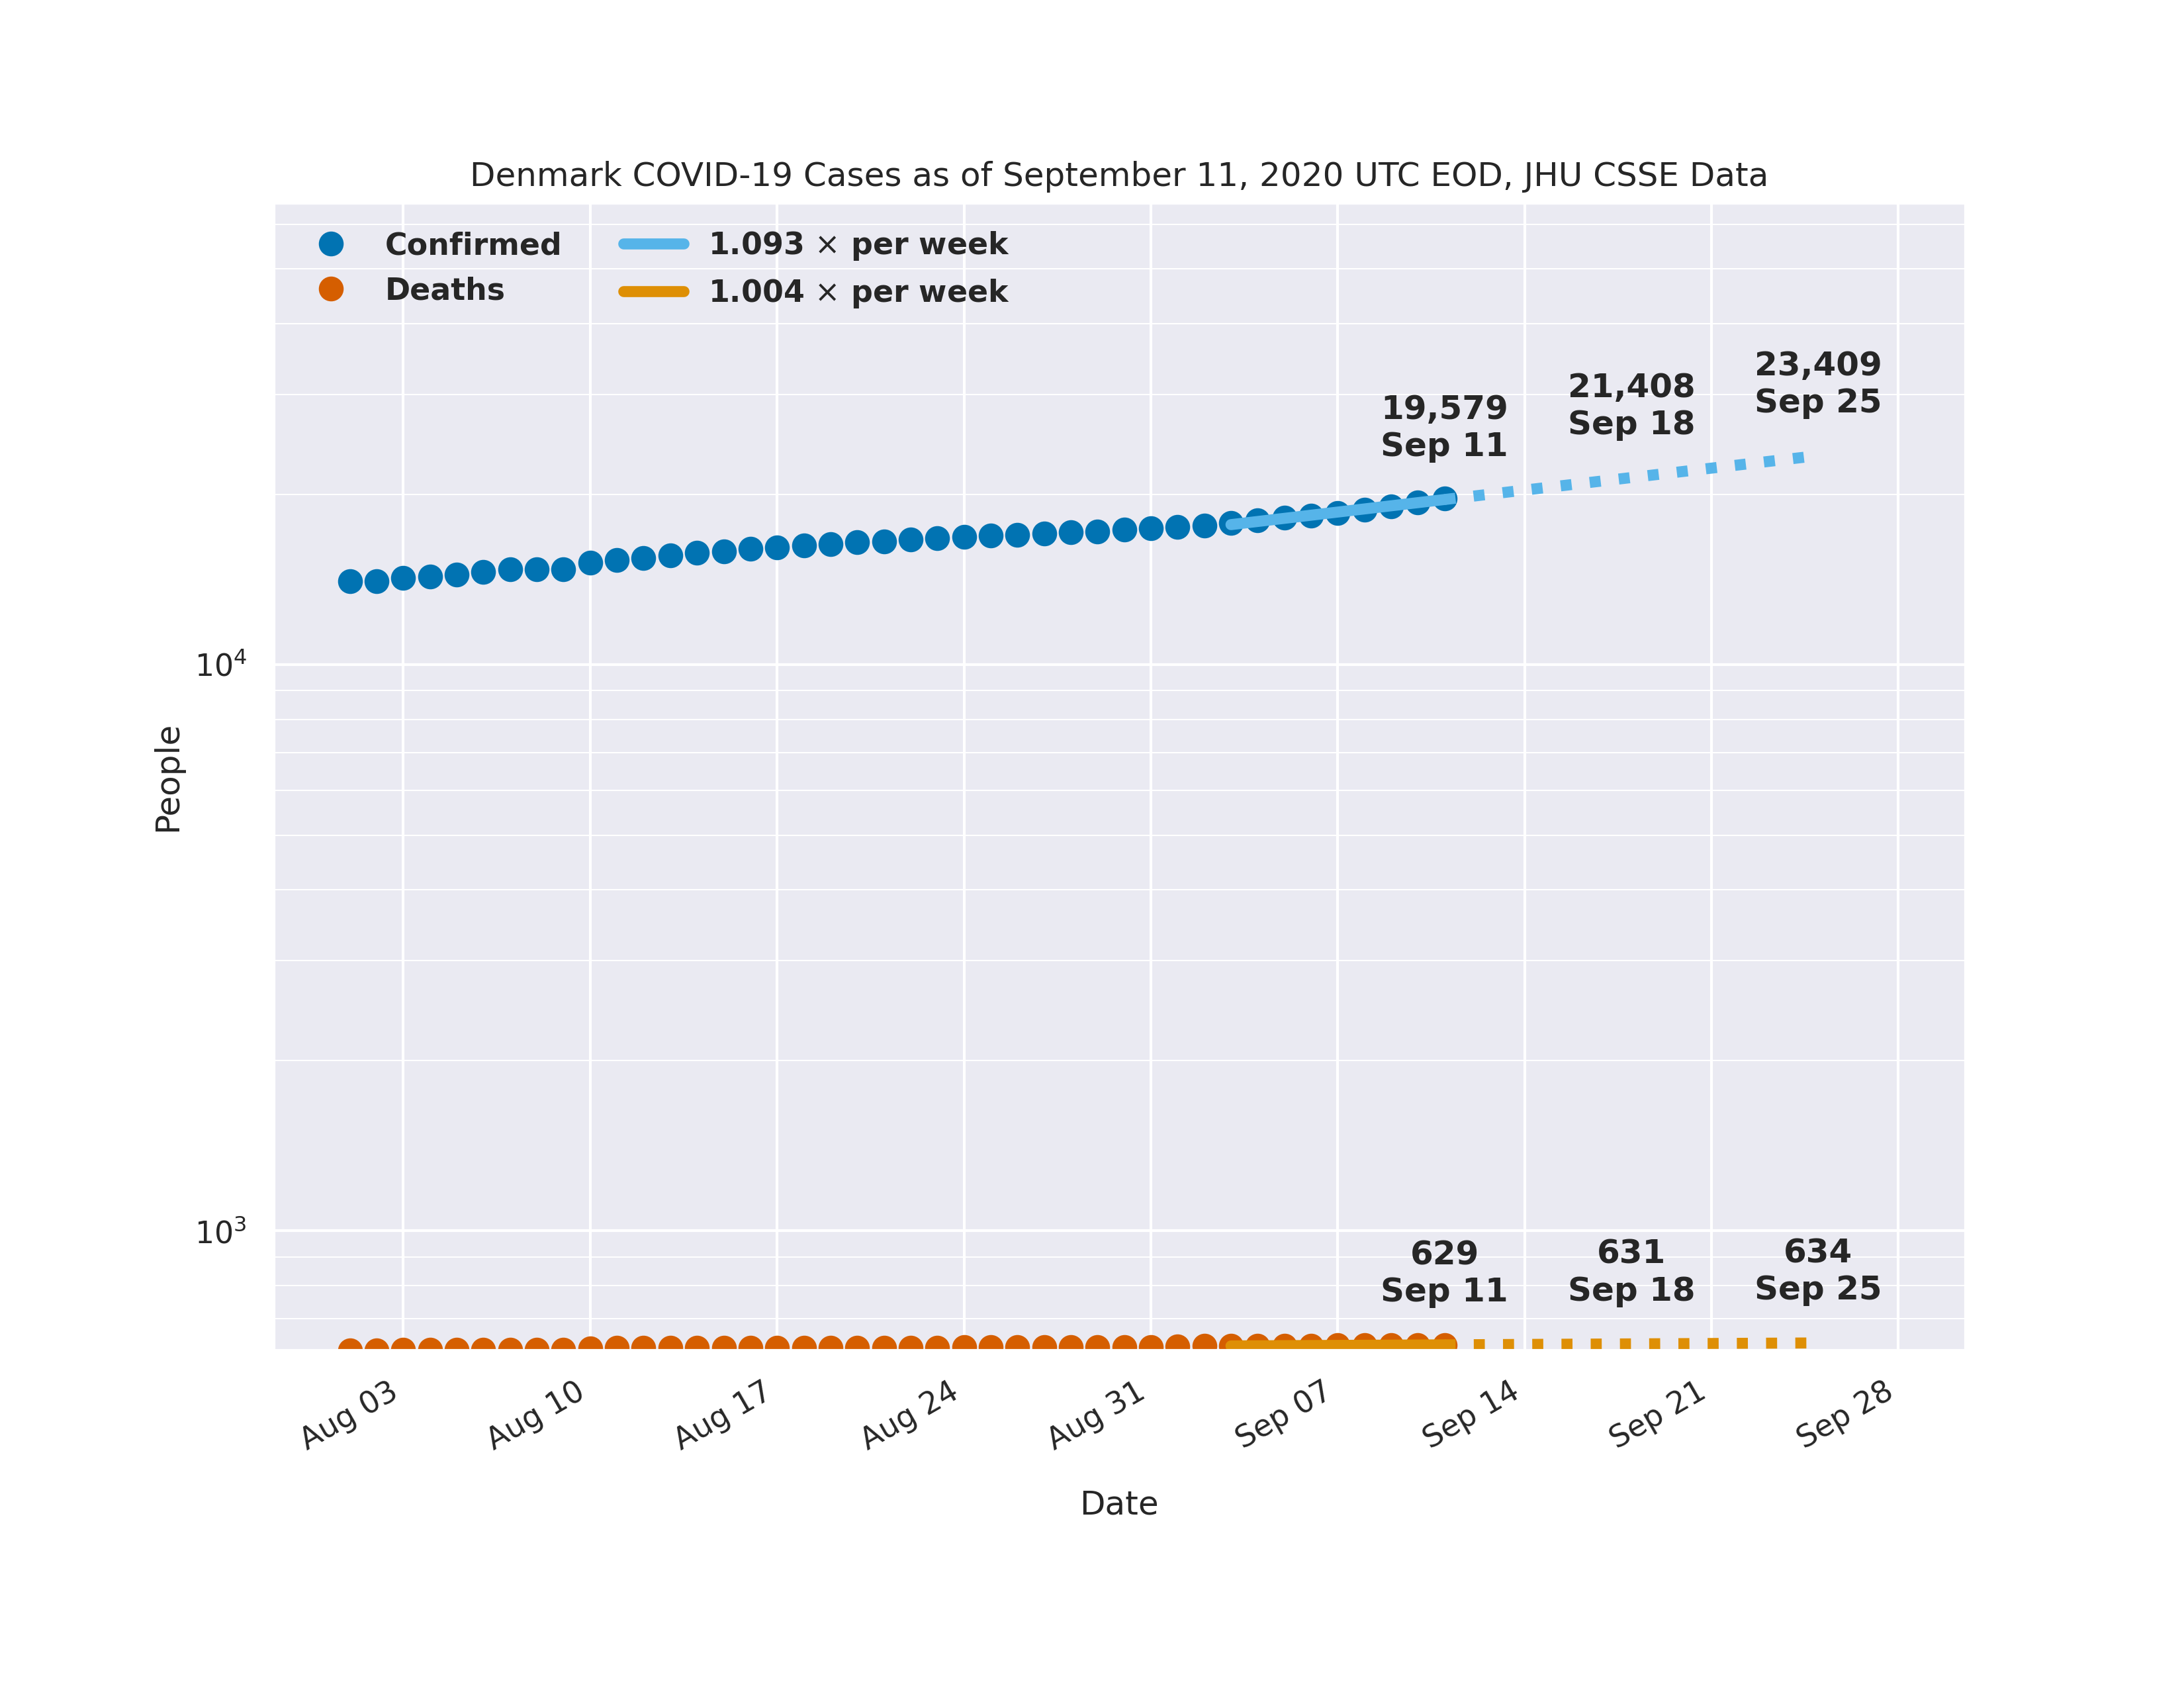 Denmark COVID-19 Cases as of September 11, 2020 UTC EOD, JHU CSSE Data
Confirmed
Deaths
1.093 × per week
1.004 × per week
23,409
Sep 25
21,408
Sep 18
19,579
Sep 11
10⁴
People
10³
629
Sep 11
631
Sep 18
634
Sep 25
Aug 03
Aug 10
Aug 17
Aug 24
Aug 31
Sep 07
Sep 14
Sep 21
Sep 28
Date